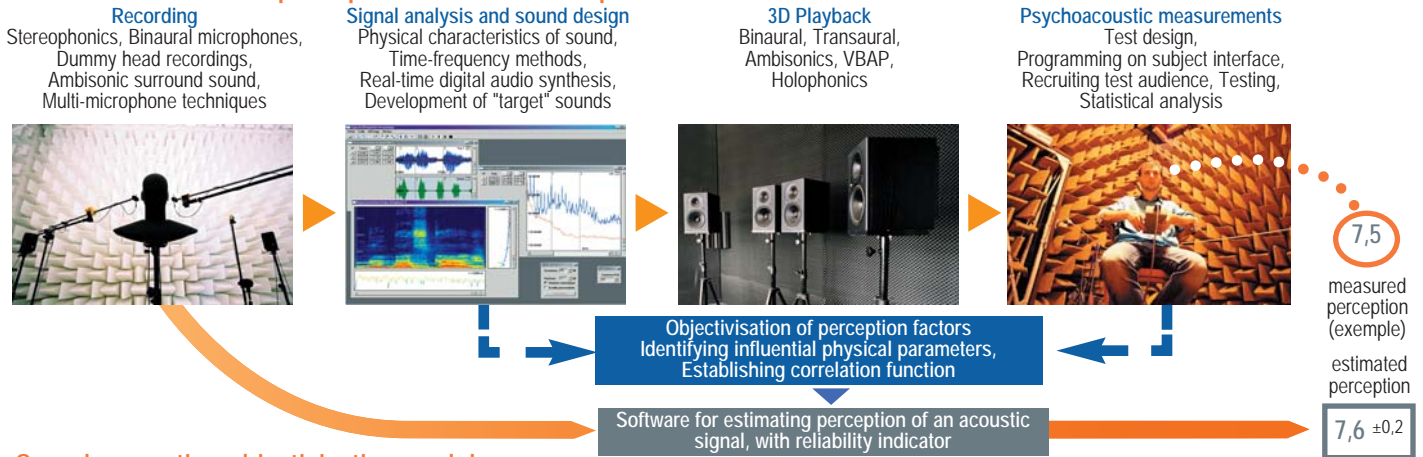 Recording
Stereophonics, Binaural microphones,
Dummy head recordings,
Ambisonic surround sound,
Multi-microphone techniques
Signal analysis and sound design
Physical characteristics of sound,
Time-frequency methods,
Real-time digital audio synthesis,
Development of "target" sounds
3D Playback
Binaural, Transaural,
Ambisonics, VBAP,
Holophonics
Psychoacoustic measurements
Test design,
Programming on subject interface,
Recruiting test audience, Testing,
Statistical analysis
7,5
measured
perception
(exemple)
Objectivisation of perception factors
Identifying influential physical parameters,
Establishing correlation function
estimated
perception
Software for estimating perception of an acoustic
signal, with reliability indicator
7,6 ±0,2